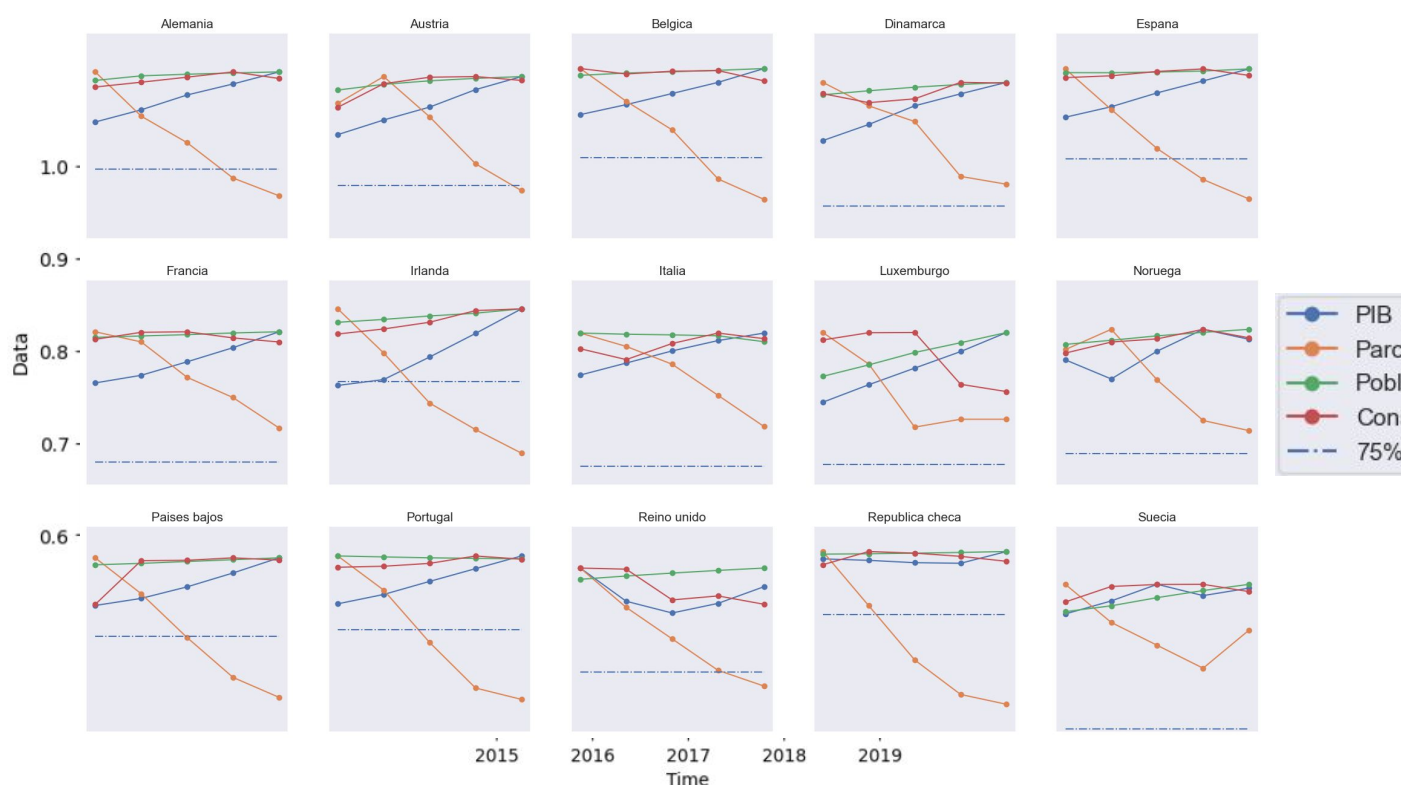 Alemania
Austria
Belgica
Dinamarca
Espana
1.0
0.9
Francia
Irlanda
Italia
Luxemburgo
Noruega
Data
0.8
0.7
PIB
Paro
Pobl
Cons
75%
0.6
Paises bajos
Portugal
Reino unido
Republica checa
Suecia
2015
2016
2017
2018
2019
Time